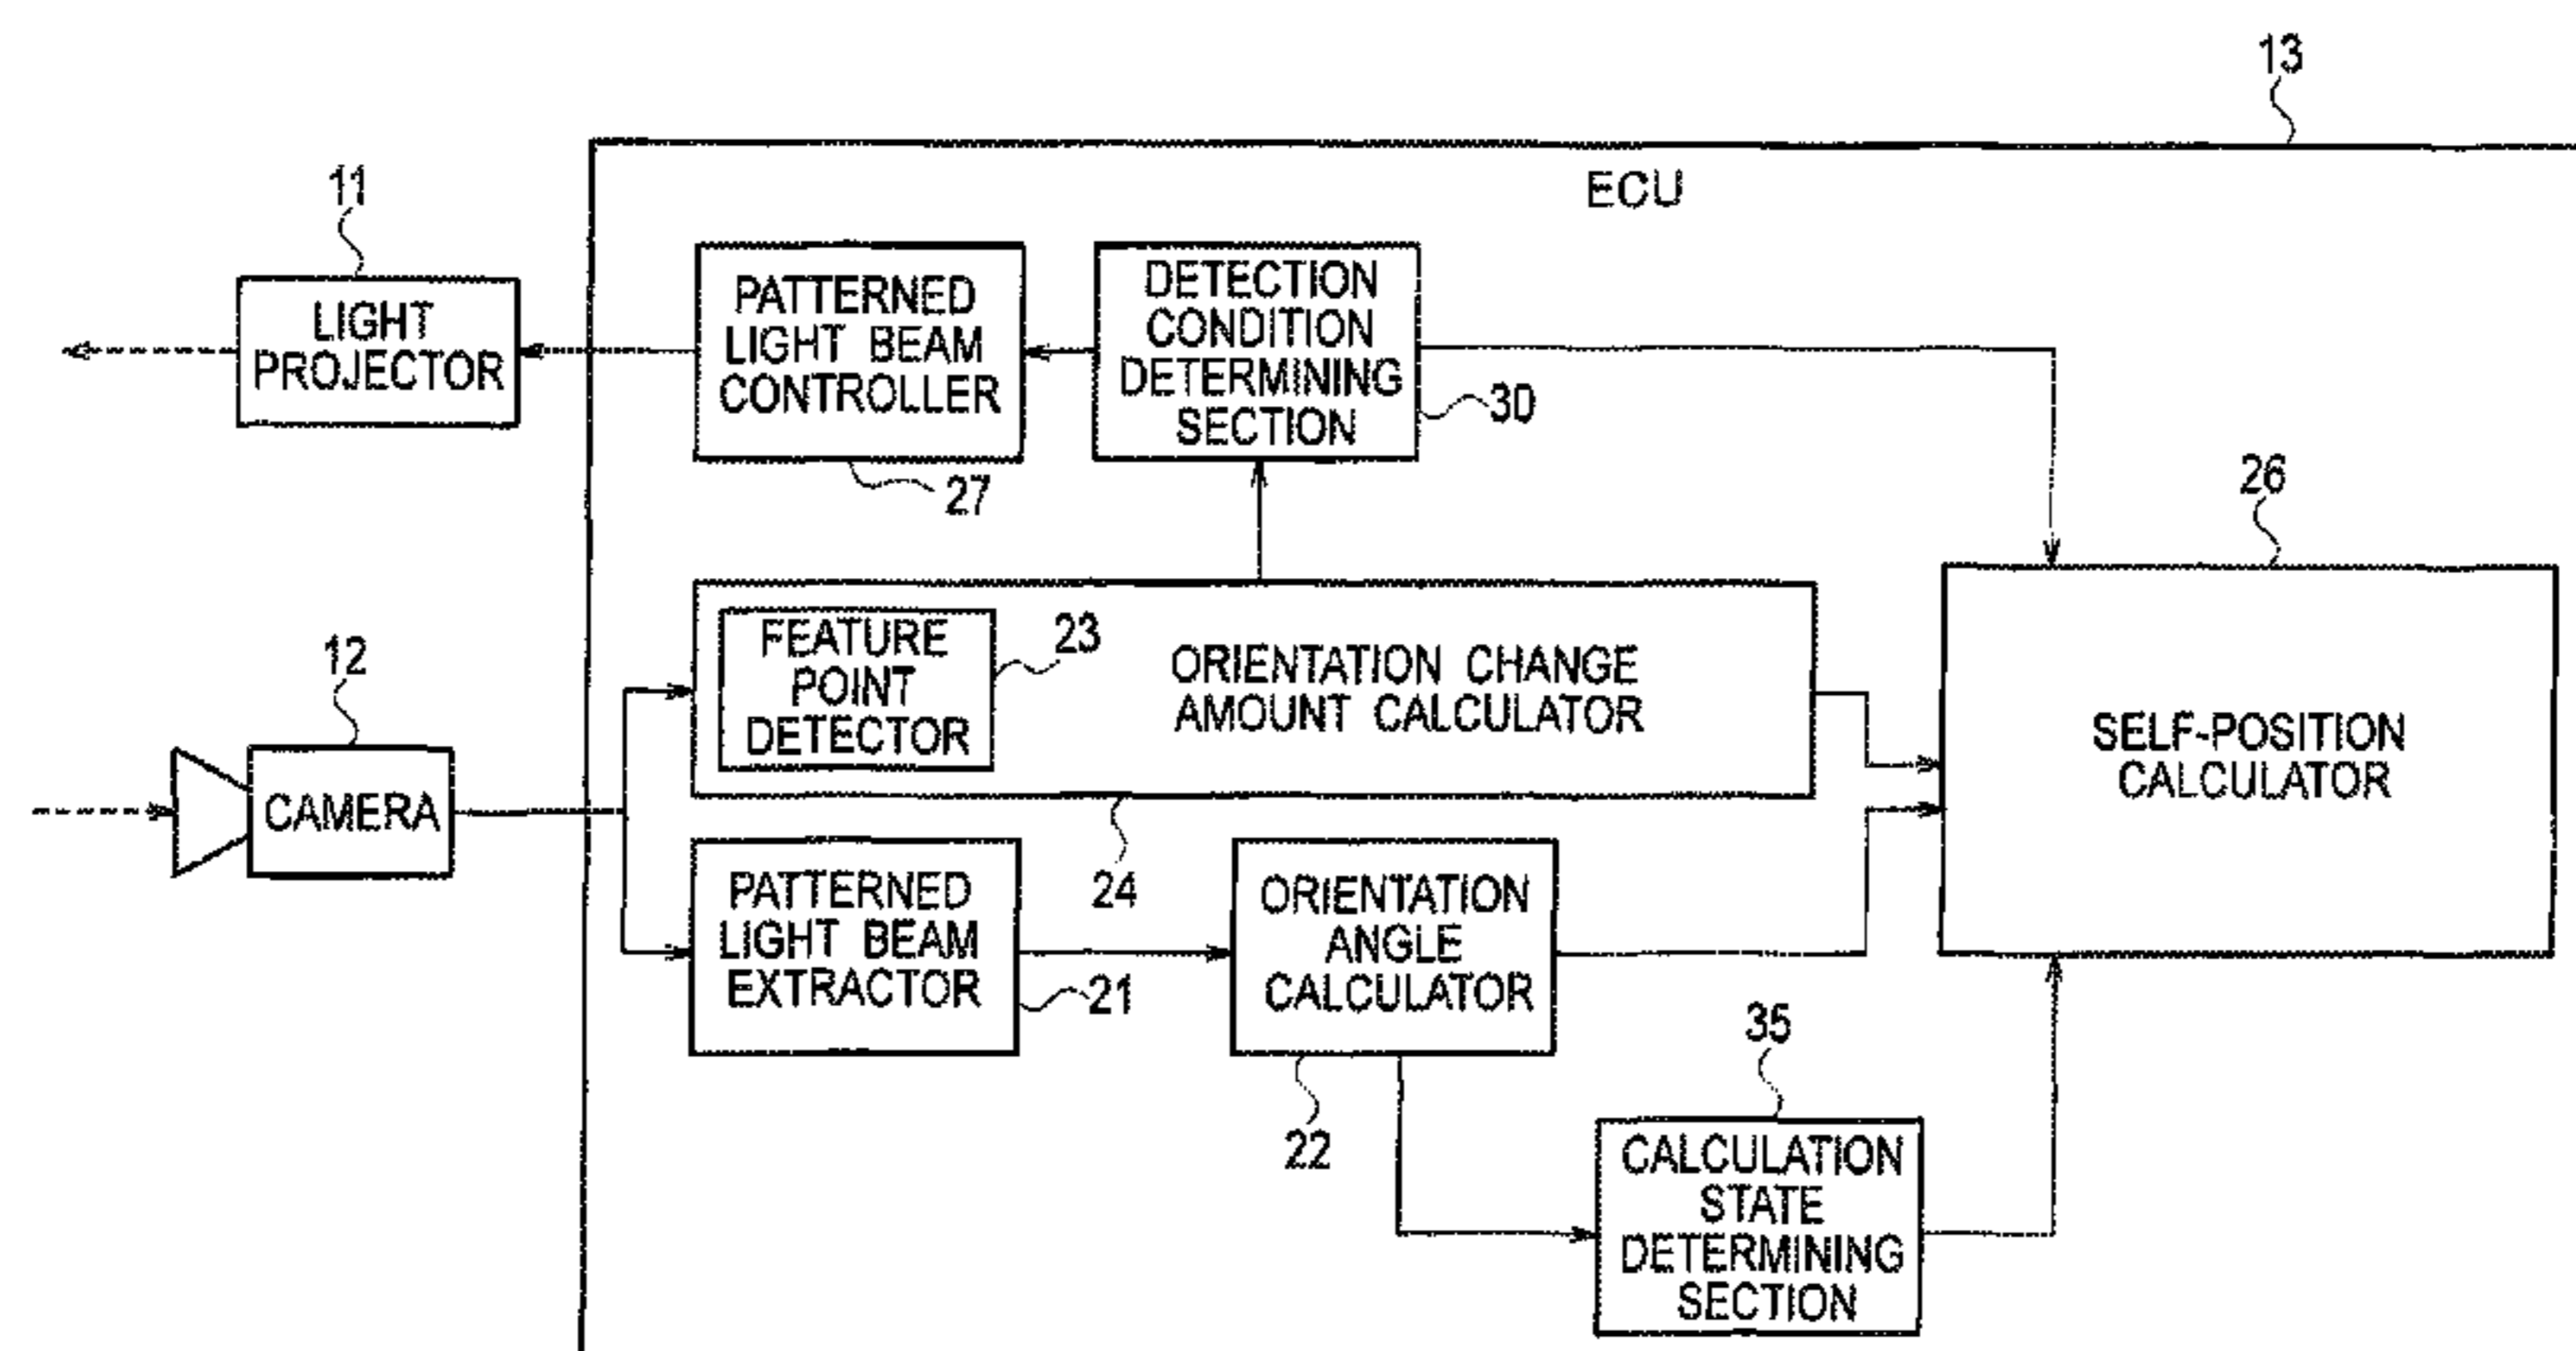 13
ECU
11
LIGHT
PROJECTOR
PATTERNED
LIGHT BEAM
CONTROLLER
27
DETECTION
CONDITION
DETERMINING
SECTION
30
26
12
CAMERA
FEATURE
POINT
DETECTOR
23
ORIENTATION CHANGE
AMOUNT CALCULATOR
24
SELF-POSITION
CALCULATOR
PATTERNED
LIGHT BEAM
EXTRACTOR
21
ORIENTATION
ANGLE
CALCULATOR
22
35
CALCULATION
STATE
DETERMINING
SECTION